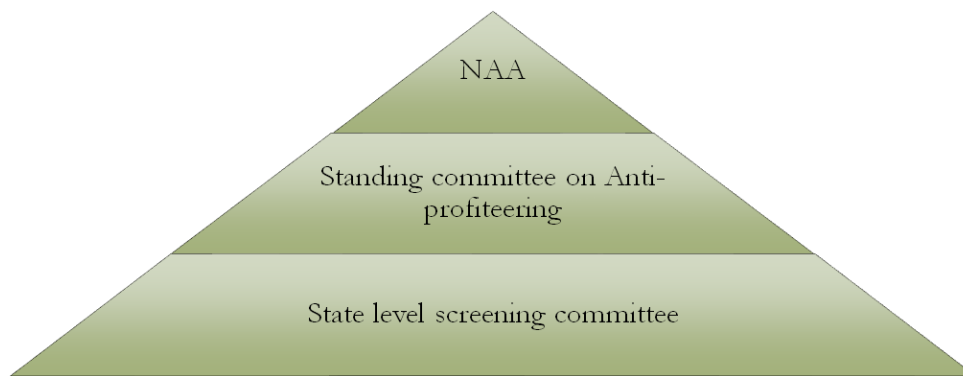 NAA
Standing committee on Anti-
profiteering
State level screening committee